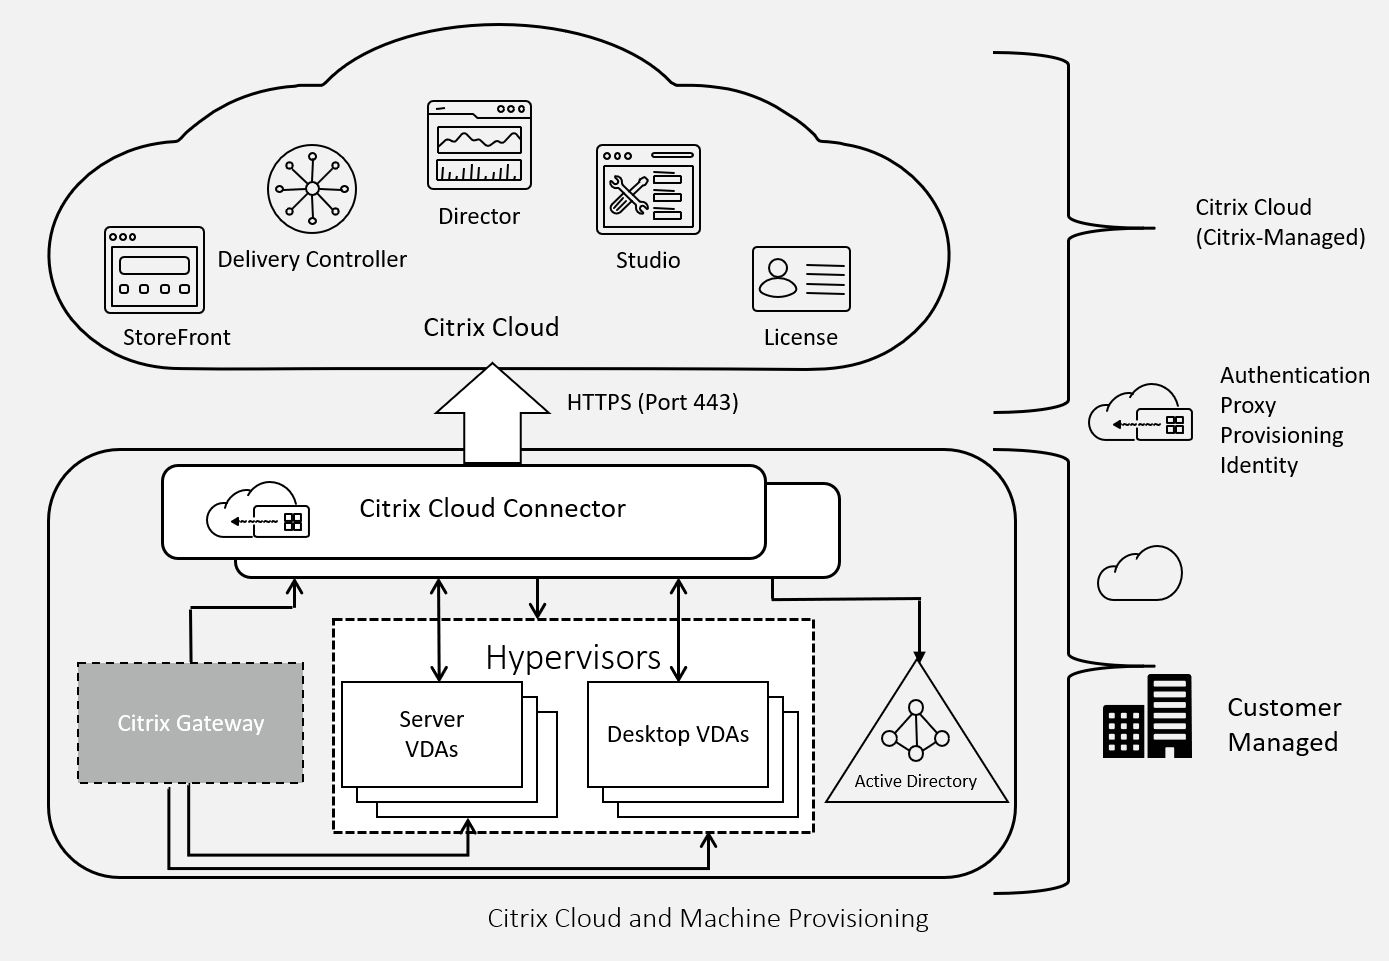 Director
Delivery Controller
Studio
StoreFront
Citrix Cloud
License
Citrix Cloud
(Citrix-Managed)
HTTPS (Port 443)
Authentication
Proxy
Provisioning
Identity
Citrix Cloud Connector
Hypervisors
Citrix Gateway
Server
VDAs
Desktop VDAs
Active Directory
Customer
Managed
Citrix Cloud and Machine Provisioning